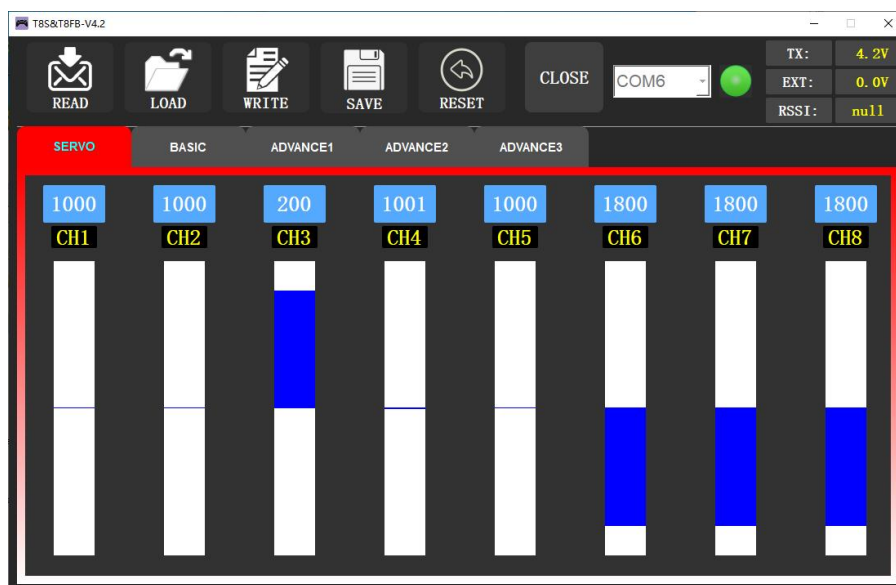 T8S&T8FB-V4.2
READ LOAD WRITE SAVE RESET CLOSE COM6
TX: 4.2V
EXT: 0.0V
RSSI: null
SERVO BASIC ADVANCE1 ADVANCE2 ADVANCE3
1000 1000 200 1001 1000 1800 1800 1800
CH1 CH2 CH3 CH4 CH5 CH6 CH7 CH8